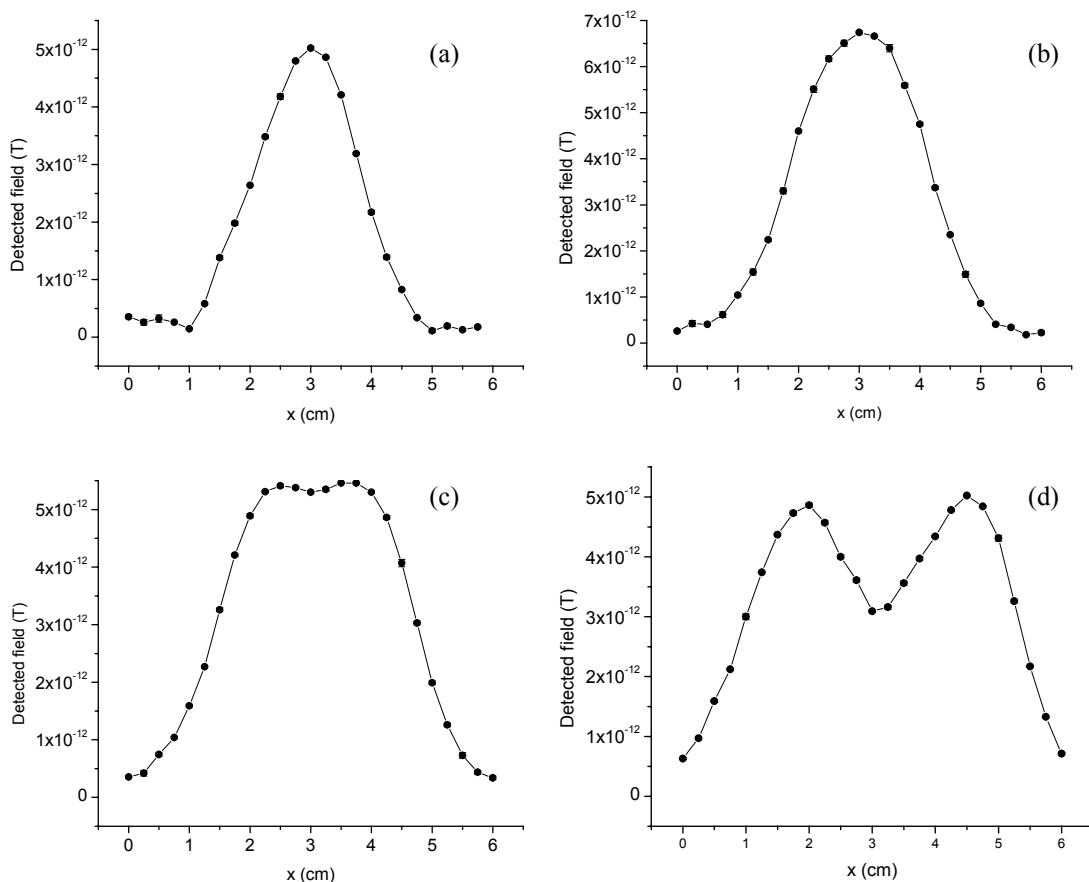 (a)
Detected field (T)
5x10⁻¹²
4x10⁻¹²
3x10⁻¹²
2x10⁻¹²
1x10⁻¹²
0
0 1 2 3 4 5 6
x (cm)
(b)
Detected field (T)
7x10⁻¹²
6x10⁻¹²
5x10⁻¹²
4x10⁻¹²
3x10⁻¹²
2x10⁻¹²
1x10⁻¹²
0
0 1 2 3 4 5 6
x (cm)
(c)
Detected field (T)
5x10⁻¹²
4x10⁻¹²
3x10⁻¹²
2x10⁻¹²
1x10⁻¹²
0
0 1 2 3 4 5 6
x (cm)
(d)
Detected field (T)
5x10⁻¹²
4x10⁻¹²
3x10⁻¹²
2x10⁻¹²
1x10⁻¹²
0
0 1 2 3 4 5 6
x (cm)